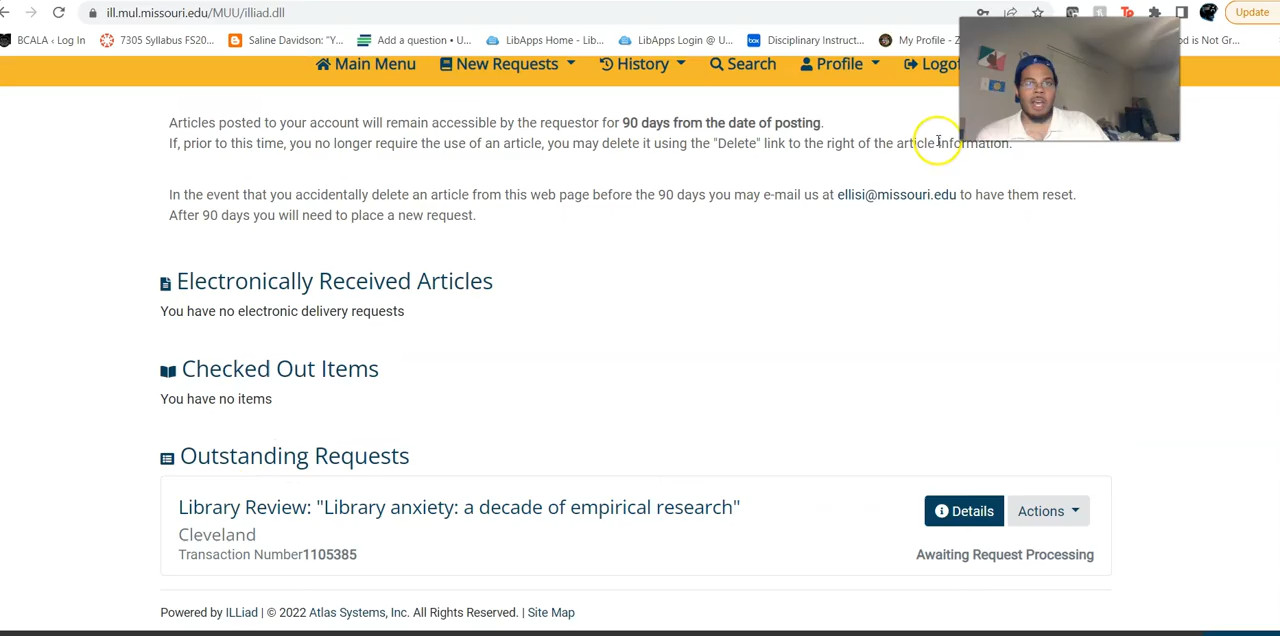 ill.mul.missouri.edu/MUU/illiad.dll
Update
BCALA ‹ Log In
7305 Syllabus FS20...
Saline Davidson: "Y...
Add a question • U...
LibApps Home - Lib...
LibApps Login @ U...
Disciplinary Instruct...
My Profile - Z
od is Not Gr...
Main Menu
New Requests
History
Search
Profile
Logof
Articles posted to your account will remain accessible by the requestor for 90 days from the date of posting.
If, prior to this time, you no longer require the use of an article, you may delete it using the "Delete" link to the right of the article information.
In the event that you accidentally delete an article from this web page before the 90 days you may e-mail us at ellisi@missouri.edu to have them reset.
After 90 days you will need to place a new request.
Electronically Received Articles
You have no electronic delivery requests
Checked Out Items
You have no items
Outstanding Requests
Library Review: "Library anxiety: a decade of empirical research"
Details
Actions
Cleveland
Transaction Number1105385
Awaiting Request Processing
Powered by ILLiad | © 2022 Atlas Systems, Inc. All Rights Reserved. | Site Map